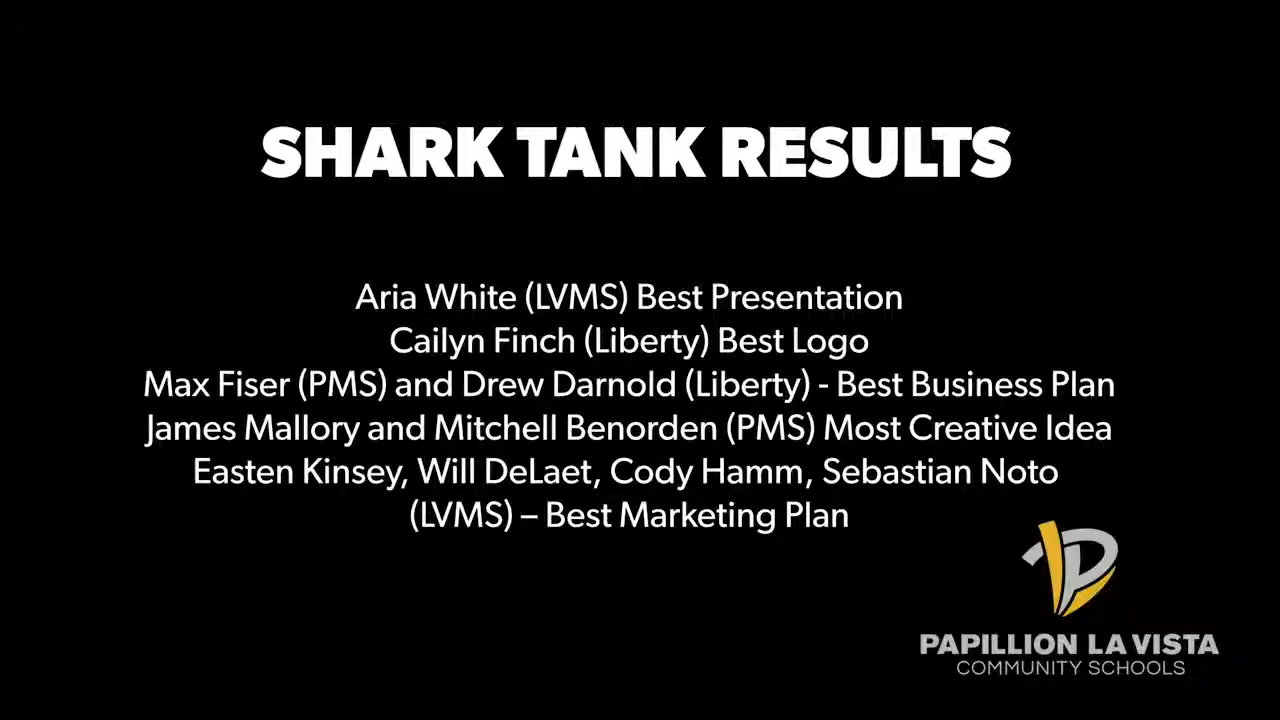 SHARK TANK RESULTS
Aria White (LVMS) Best Presentation
Cailyn Finch (Liberty) Best Logo
Max Fiser (PMS) and Drew Darnold (Liberty) - Best Business Plan
James Mallory and Mitchell Benorden (PMS) Most Creative Idea
Easten Kinsey, Will DeLaet, Cody Hamm, Sebastian Noto
(LVMS) – Best Marketing Plan
PAPILLION LA VISTA
COMMUNITY SCHOOLS